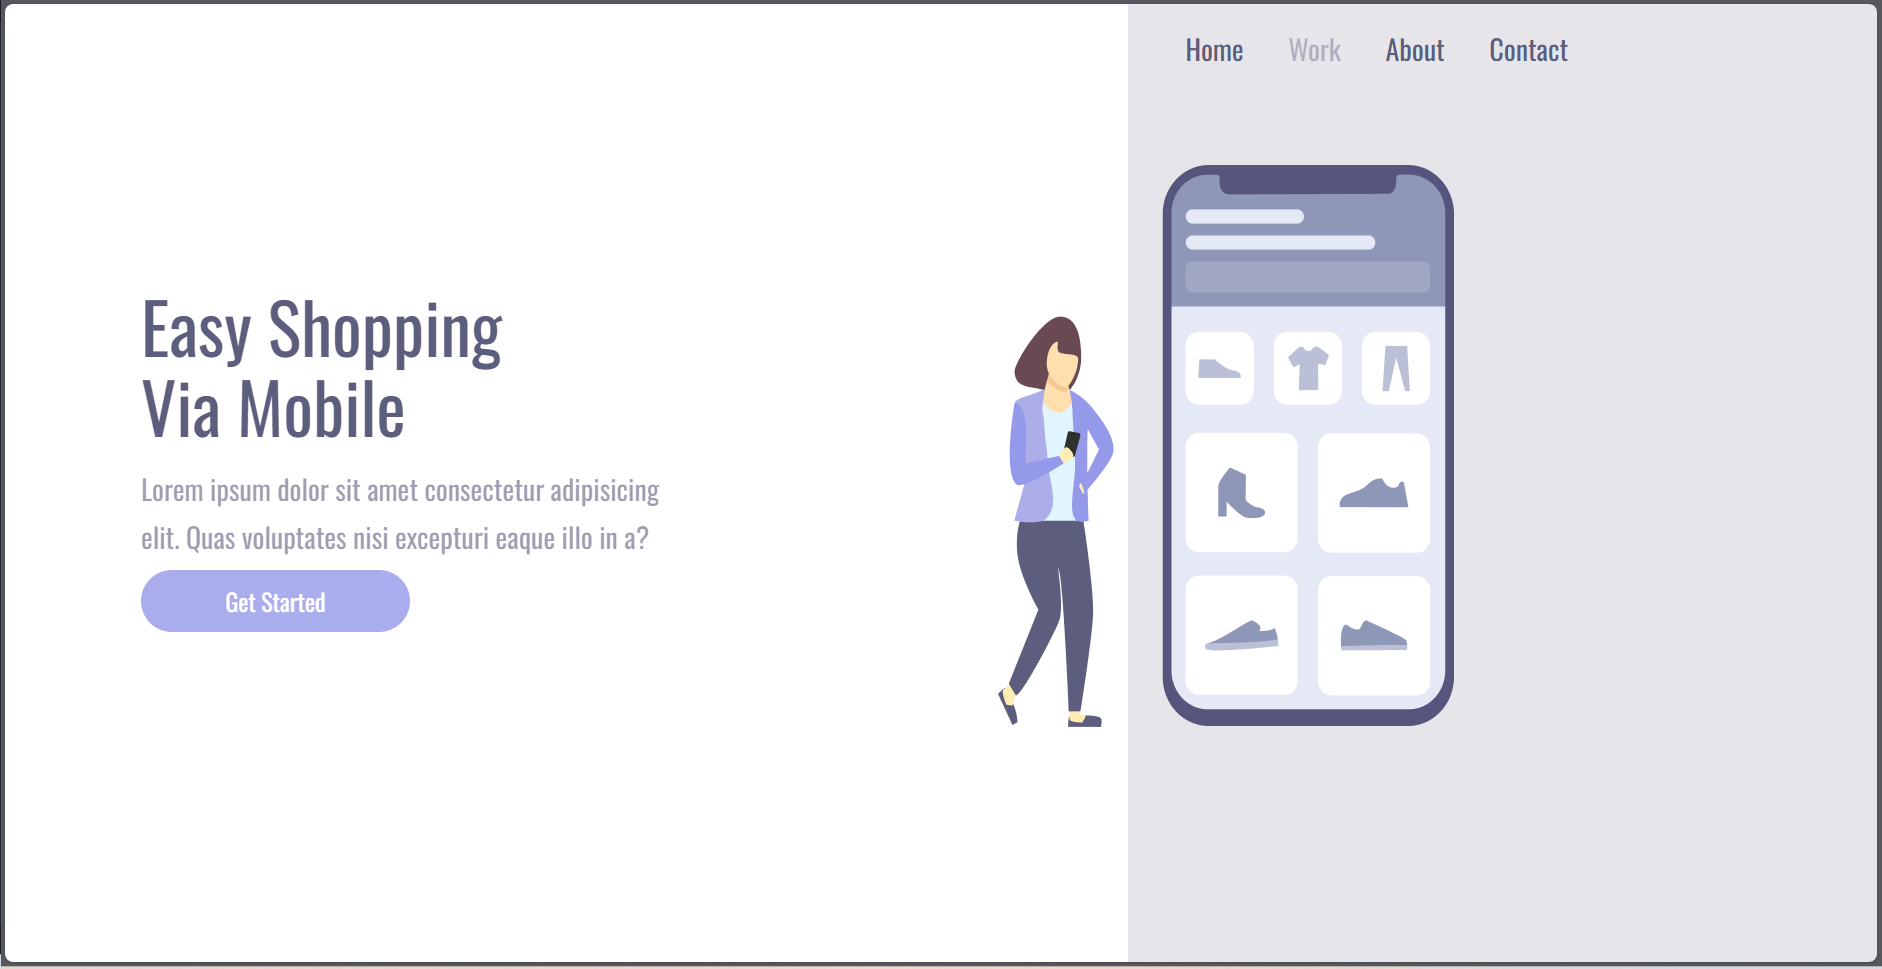 Home Work About Contact
Easy Shopping
Via Mobile
Lorem ipsum dolor sit amet consectetur adipisicing
elit. Quas voluptates nisi excepturi eaque illo in a?
Get Started